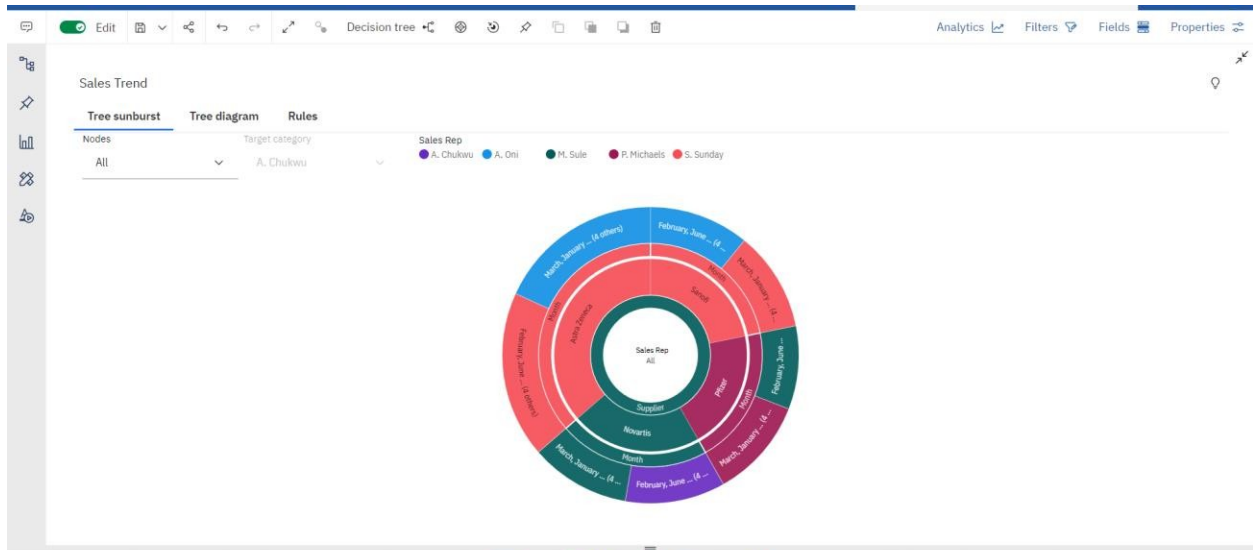 Edit
Decision tree
Analytics
Filters
Fields
Properties
Sales Trend
Tree sunburst Tree diagram Rules
Nodes
All
Target category
A. Chukwu
Sales Rep
A. Chukwu A. Oni M. Sule P. Michaels S. Sunday
March, January ... (4 others)
February, June ... (4 ...
Month
Month
March, January ... (4 ...
Astra Zeneca
Sanofi
Sales Rep
All
February, June ... (4 others)
February, June ...
Pfizer
Month
Supplier
Novartis
Month
March, January ... (4 ...
March, January ... (4 ...
February, June ... (4 ...